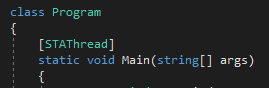 class Program
{
[STAThread]
static void Main(string[] args)
{